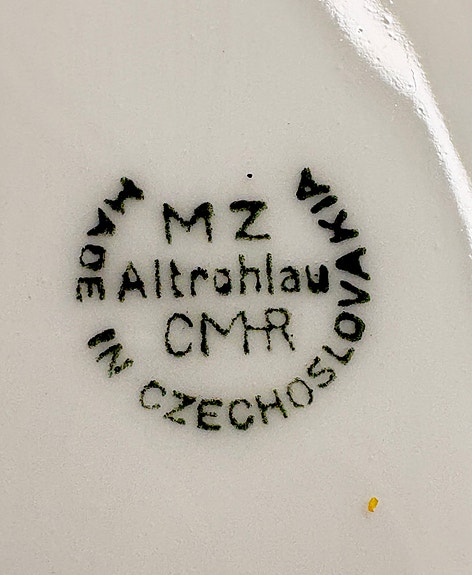 MZ
Altrohlau
CMR
MADE IN CZECHOSLOVAKIA